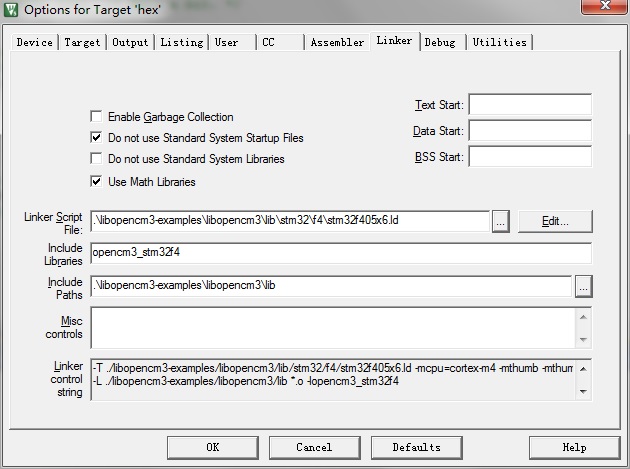 Options for Target 'hex'
Device Target Output Listing User CC Assembler Linker Debug Utilities
Enable Garbage Collection
Do not use Standard System Startup Files
Do not use Standard System Libraries
Use Math Libraries
Text Start:
Data Start:
BSS Start:
Linker Script File: .\libopencm3-examples\libopencm3\lib\stm32\f4\stm32f405x6.ld ... Edit...
Include Libraries opencm3_stm32f4
Include Paths .\libopencm3-examples\libopencm3\lib ...
Misc controls
Linker control string
-T ./libopencm3-examples/libopencm3/lib/stm32/f4/stm32f405x6.ld -mcpu=cortex-m4 -mthumb -mthum
-L ./libopencm3-examples/libopencm3/lib *.o -lopencm3_stm32f4
OK Cancel Defaults Help